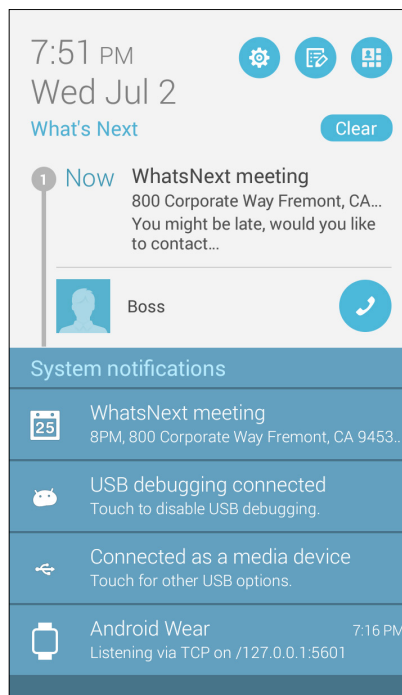 7:51 PM
Wed Jul 2
What's Next
Clear
1
Now
WhatsNext meeting
800 Corporate Way Fremont, CA...
You might be late, would you like
to contact...
Boss
System notifications
25
WhatsNext meeting
8PM, 800 Corporate Way Fremont, CA 9453..
USB debugging connected
Touch to disable USB debugging.
Connected as a media device
Touch for other USB options.
Android Wear
7:16 PM
Listening via TCP on /127.0.0.1:5601